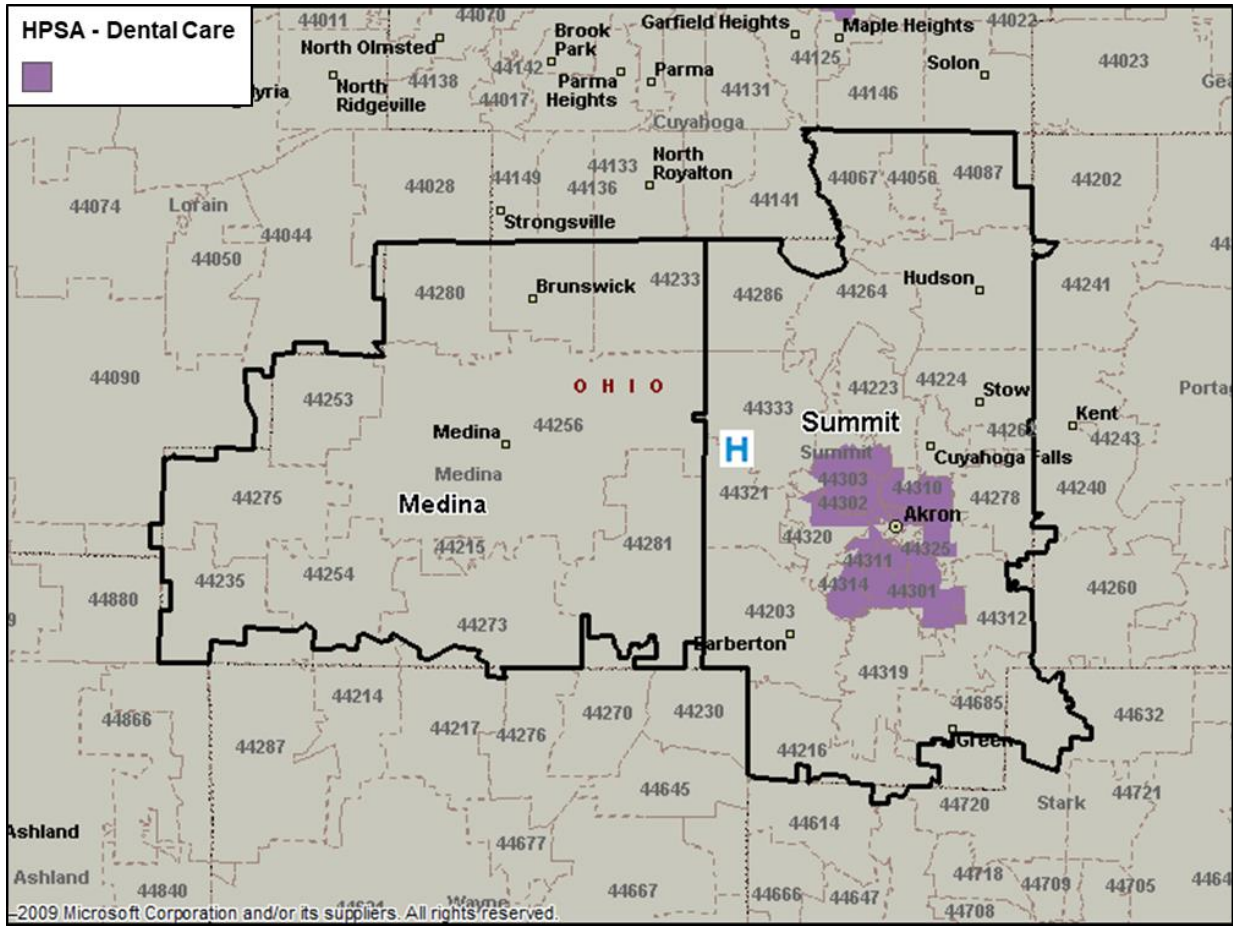 HPSA - Dental Care
44011
44070
Garfield Heights
Maple Heights
44022
North Olmsted
Brook
Park
44125
Solon
44023
44142
Parma
Heights
Parma
North
Ridgeville
44138
44017
44131
44146
Cuyahoga
44133
North
Royalton
44028
44149
44136
44067
44056
44087
44202
44074
Lorain
44141
44044
Strongsville
44050
44280
Brunswick
44233
44286
44264
Hudson
44241
44090
OHIO
44253
44223
44224
Stow
Kent
44333
44256
Summit
44243
Medina
H
Cuyahoga Falls
Medina
Summit
44303
44275
Medina
44321
44302
44310
44278
44240
Akron
44320
44215
44281
44311
44325
44235
44254
44314
44301
44260
44880
44203
44312
44273
Barberton
44319
44214
44685
44866
44217
44276
44270
44230
44632
44287
44216
Green
44645
44720
Stark
44721
44614
Ashland
44677
Ashland
44840
44667
44666
44647
44718
44709
44705
44708
Wayne
2009 Microsoft Corporation and/or its suppliers. All rights reserved.